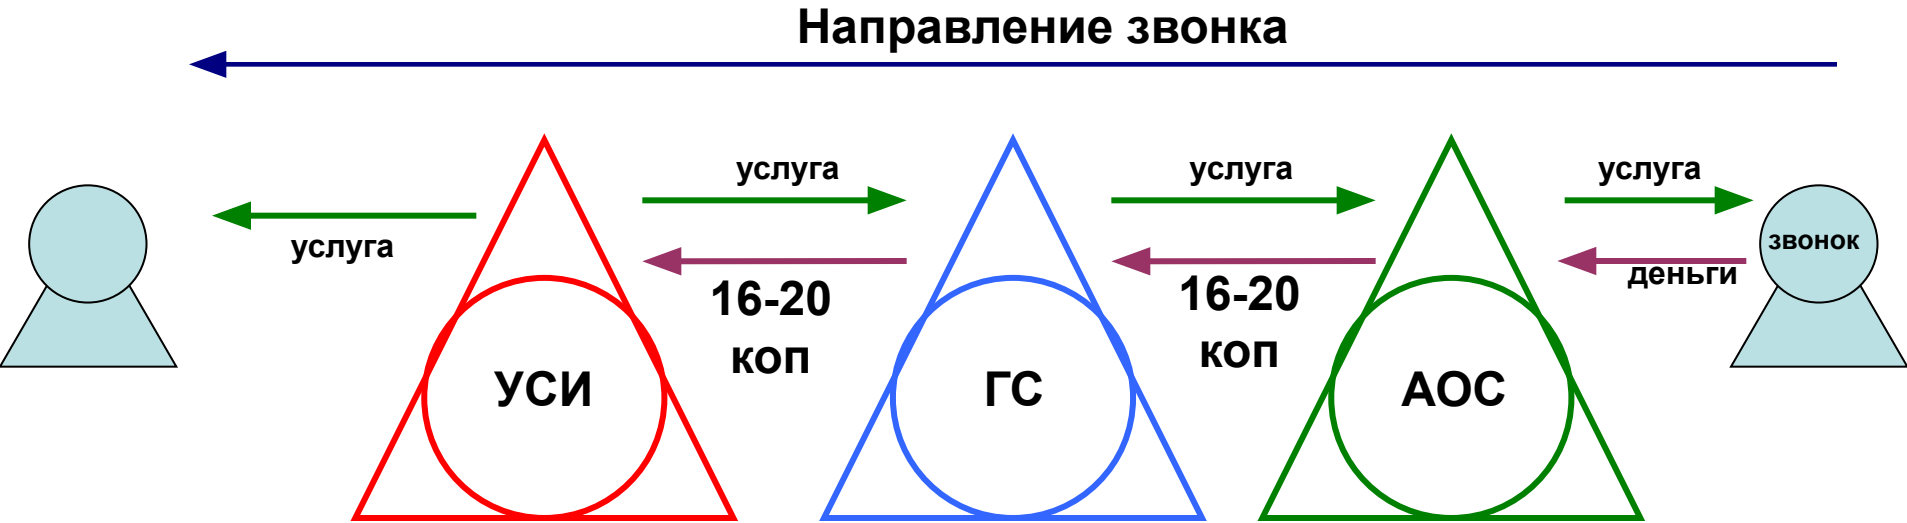 Направление звонка
услуга
услуга
услуга
услуга
звонок
деньги
16-20
коп
16-20
коп
УСИ
ГС
АОС